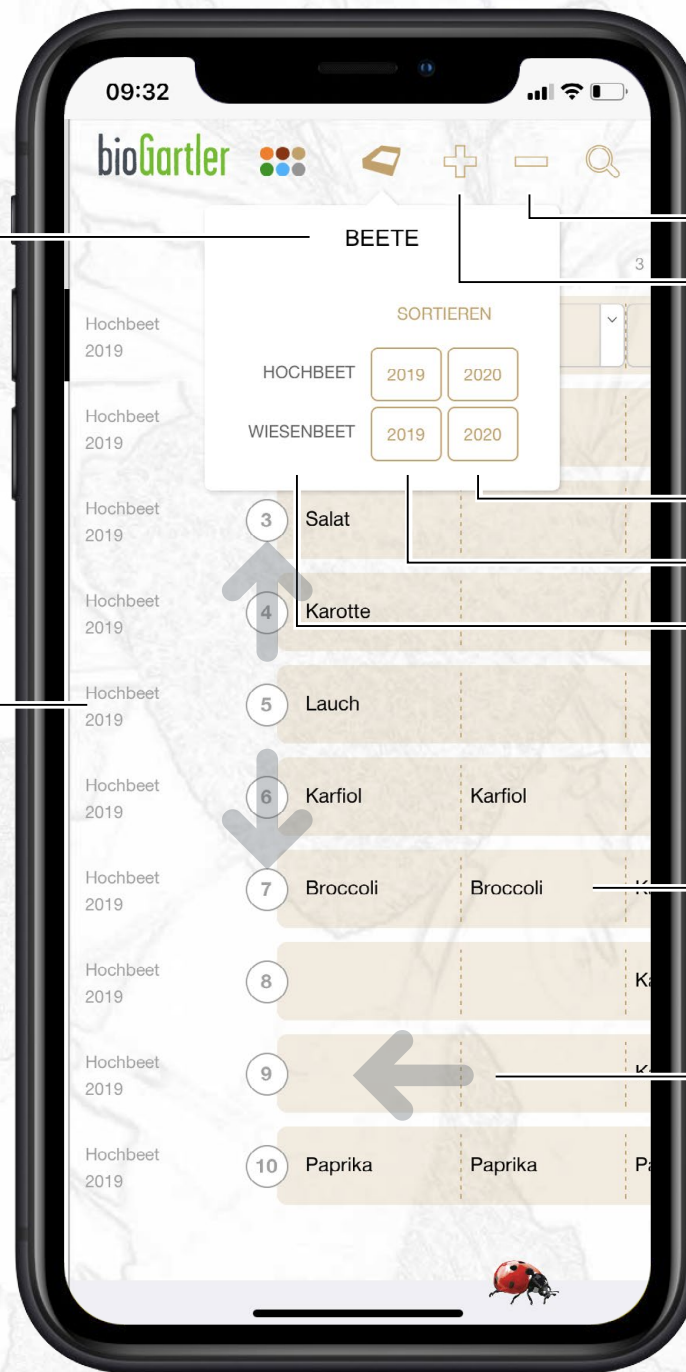 09:32
bioGartler
BEETE
3
SORTIEREN
HOCHBEET 2019 2020
WIESENBEET 2019 2020
Hochbeet
2019
Hochbeet
2019
Hochbeet
2019
3 Salat
Hochbeet
2019
4 Karotte
Hochbeet
2019
5 Lauch
Hochbeet
2019
6 Karfiol Karfiol
Hochbeet
2019
7 Broccoli Broccoli
Hochbeet
2019
8
Hochbeet
2019
9
Hochbeet
2019
10 Paprika Paprika